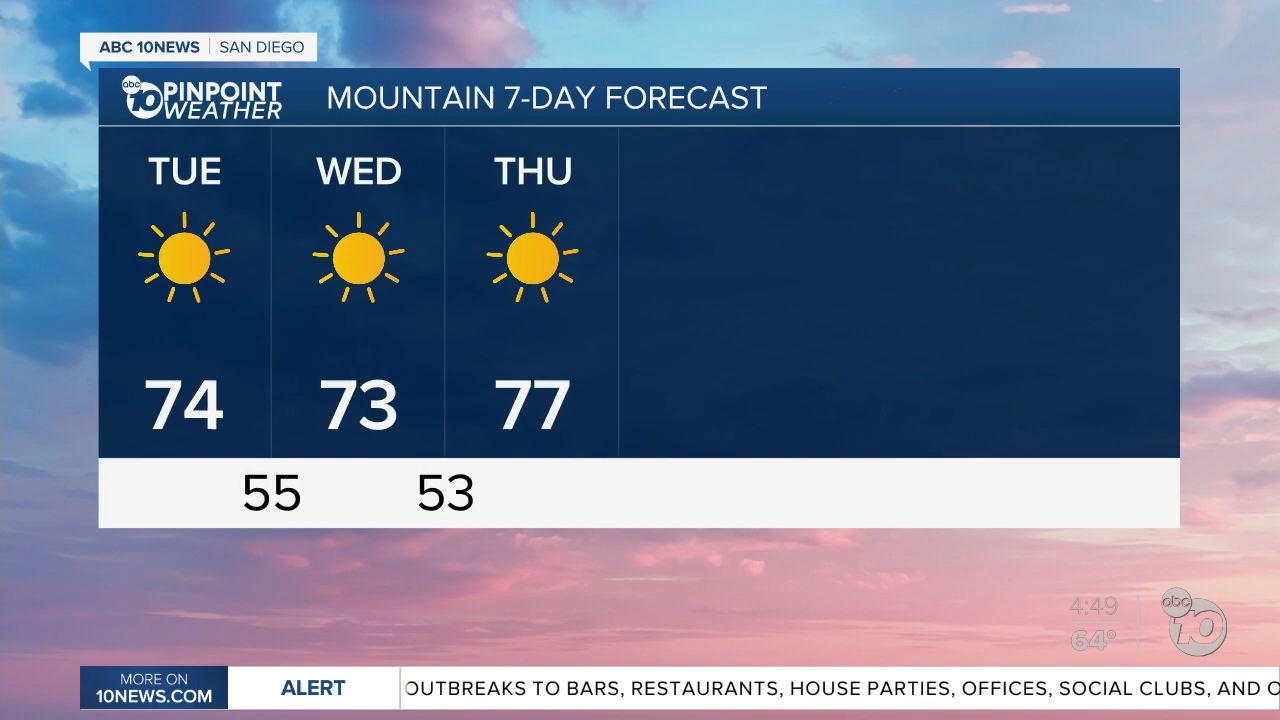 ABC 10NEWS | SAN DIEGO
abc 10 PINPOINT WEATHER
MOUNTAIN 7-DAY FORECAST
TUE WED THU
74 73 77
55 53
4:49
64°
abc 10
MORE ON
10NEWS.COM
ALERT
OUTBREAKS TO BARS, RESTAURANTS, HOUSE PARTIES, OFFICES, SOCIAL CLUBS, AND